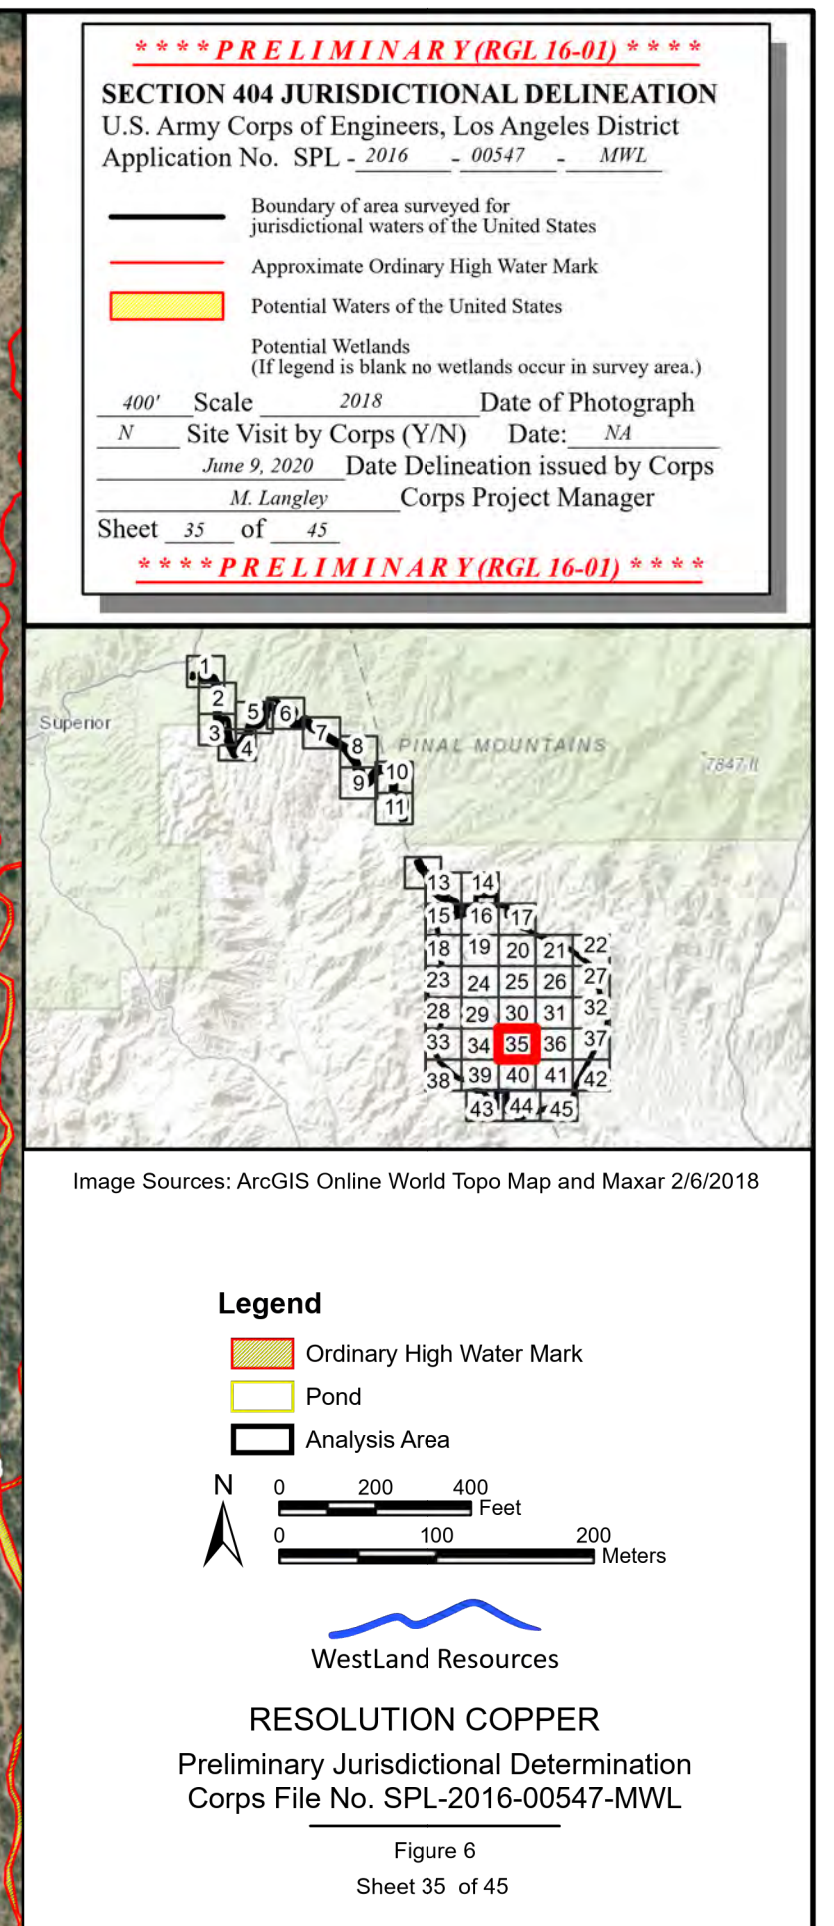 * * * * P R E L I M I N A R Y (RGL 16-01) * * * *
SECTION 404 JURISDICTIONAL DELINEATION
U.S. Army Corps of Engineers, Los Angeles District
Application No. SPL - 2016 - 00547 - MWL
Boundary of area surveyed for
jurisdictional waters of the United States
Approximate Ordinary High Water Mark
Potential Waters of the United States
Potential Wetlands
(If legend is blank no wetlands occur in survey area.)
400' Scale 2018 Date of Photograph
N Site Visit by Corps (Y/N) Date: NA
June 9, 2020 Date Delineation issued by Corps
M. Langley Corps Project Manager
Sheet 35 of 45
* * * * P R E L I M I N A R Y (RGL 16-01) * * * *
1
2
Superior
3
4
5
6
7
8
PINAL MOUNTAINS
7847 ft
9
10
11
13 14
15 16 17
18 19 20 21 22
23 24 25 26 27
28 29 30 31 32
33 34 35 36 37
38 39 40 41 42
43 44 45
Image Sources: ArcGIS Online World Topo Map and Maxar 2/6/2018
Legend
Ordinary High Water Mark
Pond
Analysis Area
N
0 200 400
Feet
0 100 200
Meters
WestLand Resources
RESOLUTION COPPER
Preliminary Jurisdictional Determination
Corps File No. SPL-2016-00547-MWL
Figure 6
Sheet 35 of 45